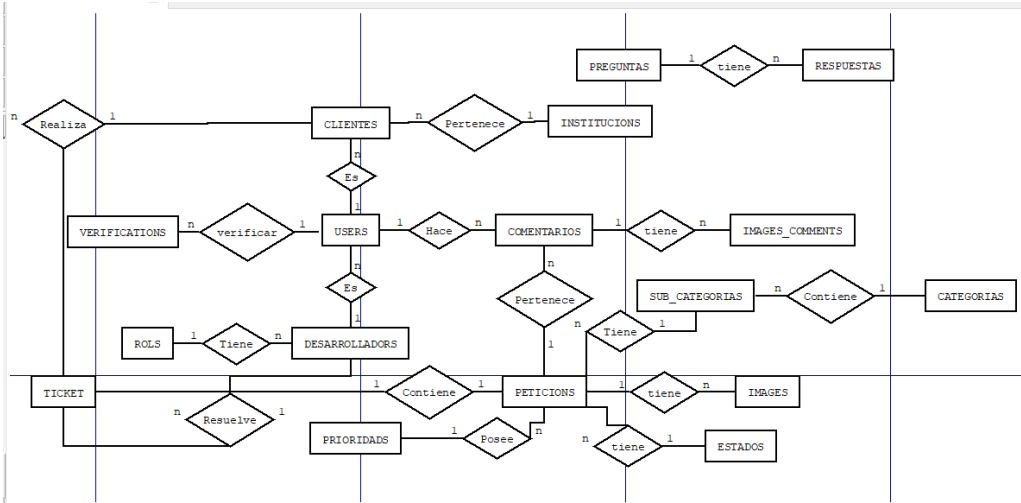 PREGUNTAS 1 tiene n RESPUESTAS
n Realiza 1 CLIENTES n Pertenece 1 INSTITUCIONS
n
Es
1
VERIFICATIONS n verificar 1 USERS 1 Hace n COMENTARIOS 1 tiene n IMAGES_COMMENTS
n
Es
1
n
Pertenece
1
SUB_CATEGORIAS n Contiene 1 CATEGORIAS
n Tiene 1
ROLS 1 Tiene n DESARROLLADORS
TICKET 1 Contiene 1 PETICIONS 1 tiene n IMAGES
n Resuelve 1
PRIORIDADS 1 Posee n
n tiene 1 ESTADOS